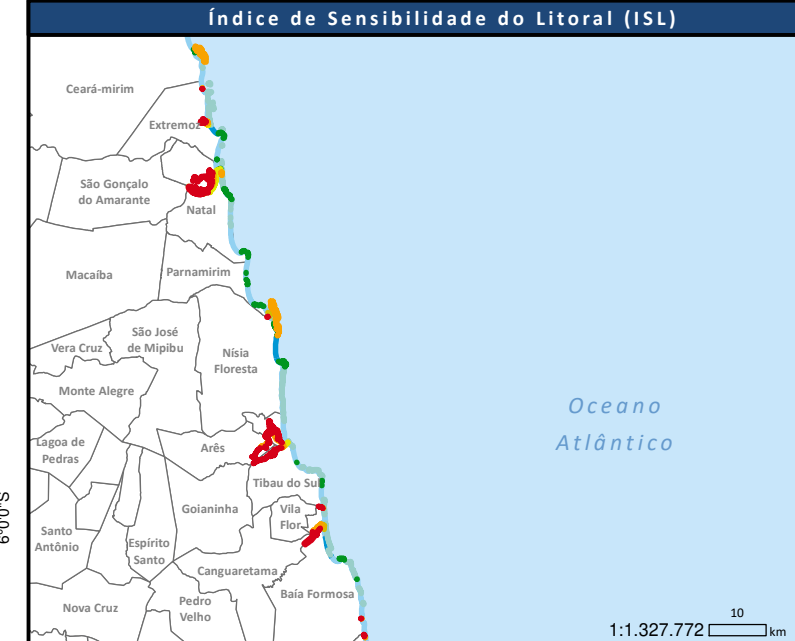 Índice de Sensibilidade do Litoral (ISL)
Ceará-mirim
Extremoz
São Gonçalo
do Amarante
Natal
Macaíba
Parnamirim
São José
de Mipibu
Vera Cruz
Nísia
Floresta
Monte Alegre
Oceano
Atlântico
Lagoa de
Pedras
Arês
Tibau do Sul
Goianinha
Vila
Flor
6°0'0"S
Santo
Antônio
Espírito
Santo
Canguaretama
Baía Formosa
Nova Cruz
Pedro
Velho
10
1:1.327.772
km